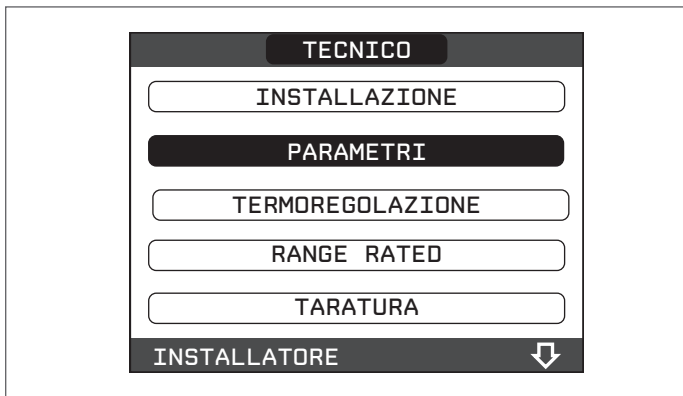 TECNICO
INSTALLAZIONE
PARAMETRI
TERMOREGOLAZIONE
RANGE RATED
TARATURA
INSTALLATORE